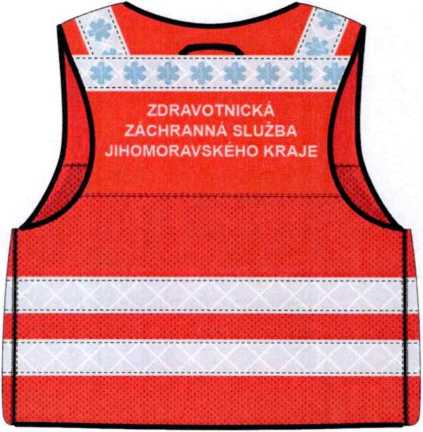 ZDRAVOTNICKÁ
ZÁCHRANNÁ SLUŽBA
JIHOMORAVSKÉHO KRAJE